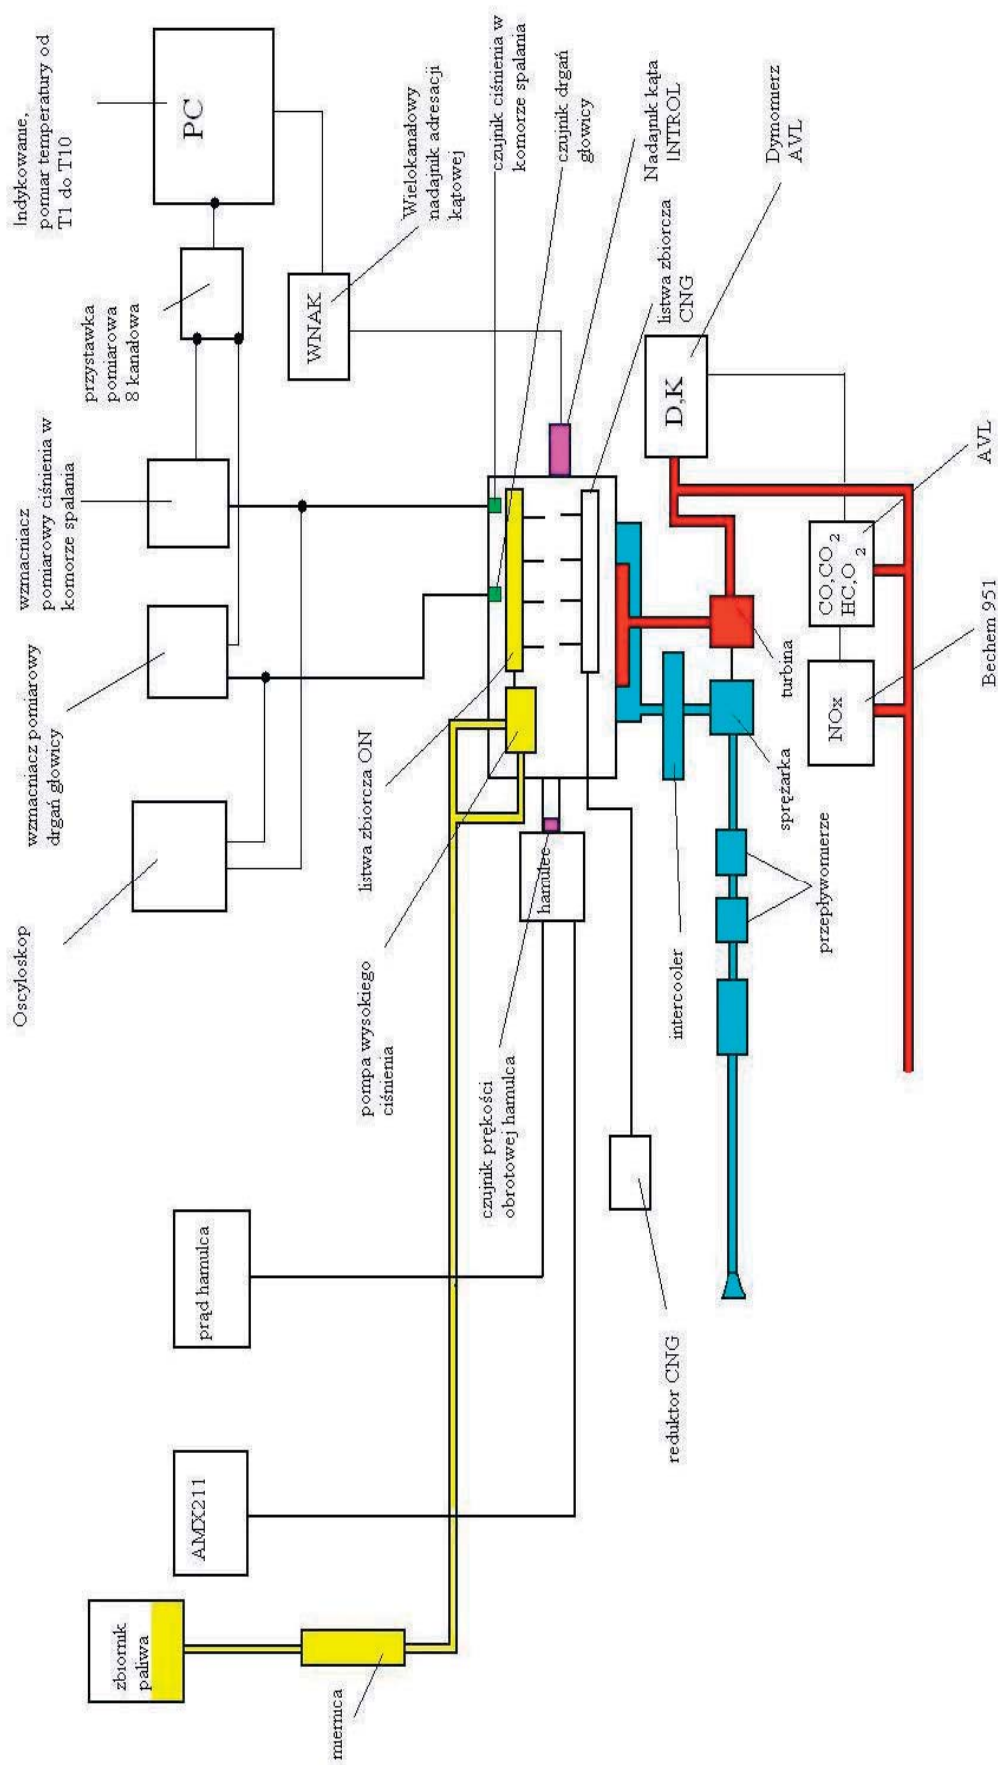 zbiornik
paliwa
miernica
AMX211
prąd hamulca
Oscyloskop
wzmacniacz pomiarowy
drgań głowicy
wzmacniacz
pomiarowy ciśnienia w
komorze spalania
przystawka
pomiarowa
8 kanałowa
Indykowanie,
pomiar temperatury od
T1 do T10
PC
WNAK
Wielokanałowy
nadajnik adresacji
kątowej
czujnik ciśnienia w
komorze spalania
czujnik drgań
głowicy
Nadajnik kąta
INTROL
listwa zbiorcza
CNG
Dymomierz
AVL
listwa zbiorcza ON
pompa wysokiego
ciśnienia
hamulec
czujnik prękości
obrotowej hamulca
reduktor CNG
intercooler
przepływomierze
sprężarka
turbina
D,K
CO,CO2
HC,O2
NOx
AVL
Bechem 951